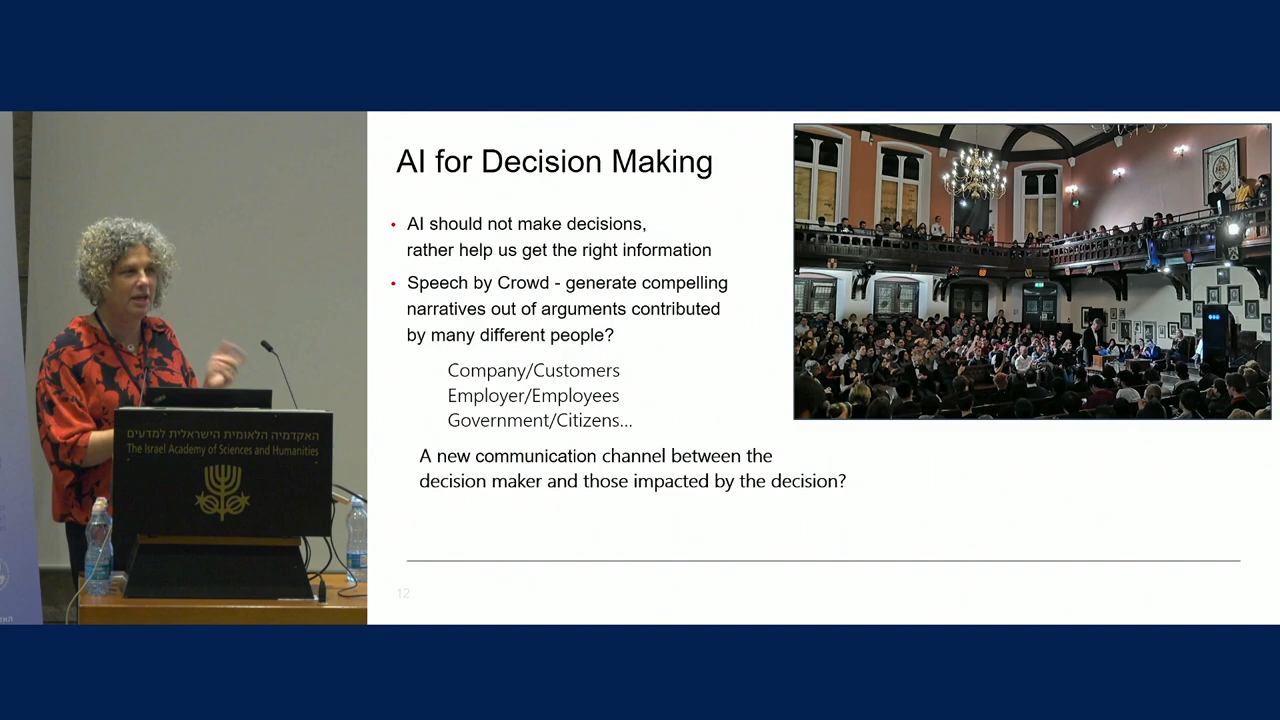 האקדמיה הלאומית הישראלית למדעים
The Israel Academy of Sciences and Humanities
AI for Decision Making
• AI should not make decisions,
rather help us get the right information
• Speech by Crowd - generate compelling
narratives out of arguments contributed
by many different people?
Company/Customers
Employer/Employees
Government/Citizens...
A new communication channel between the
decision maker and those impacted by the decision?
12